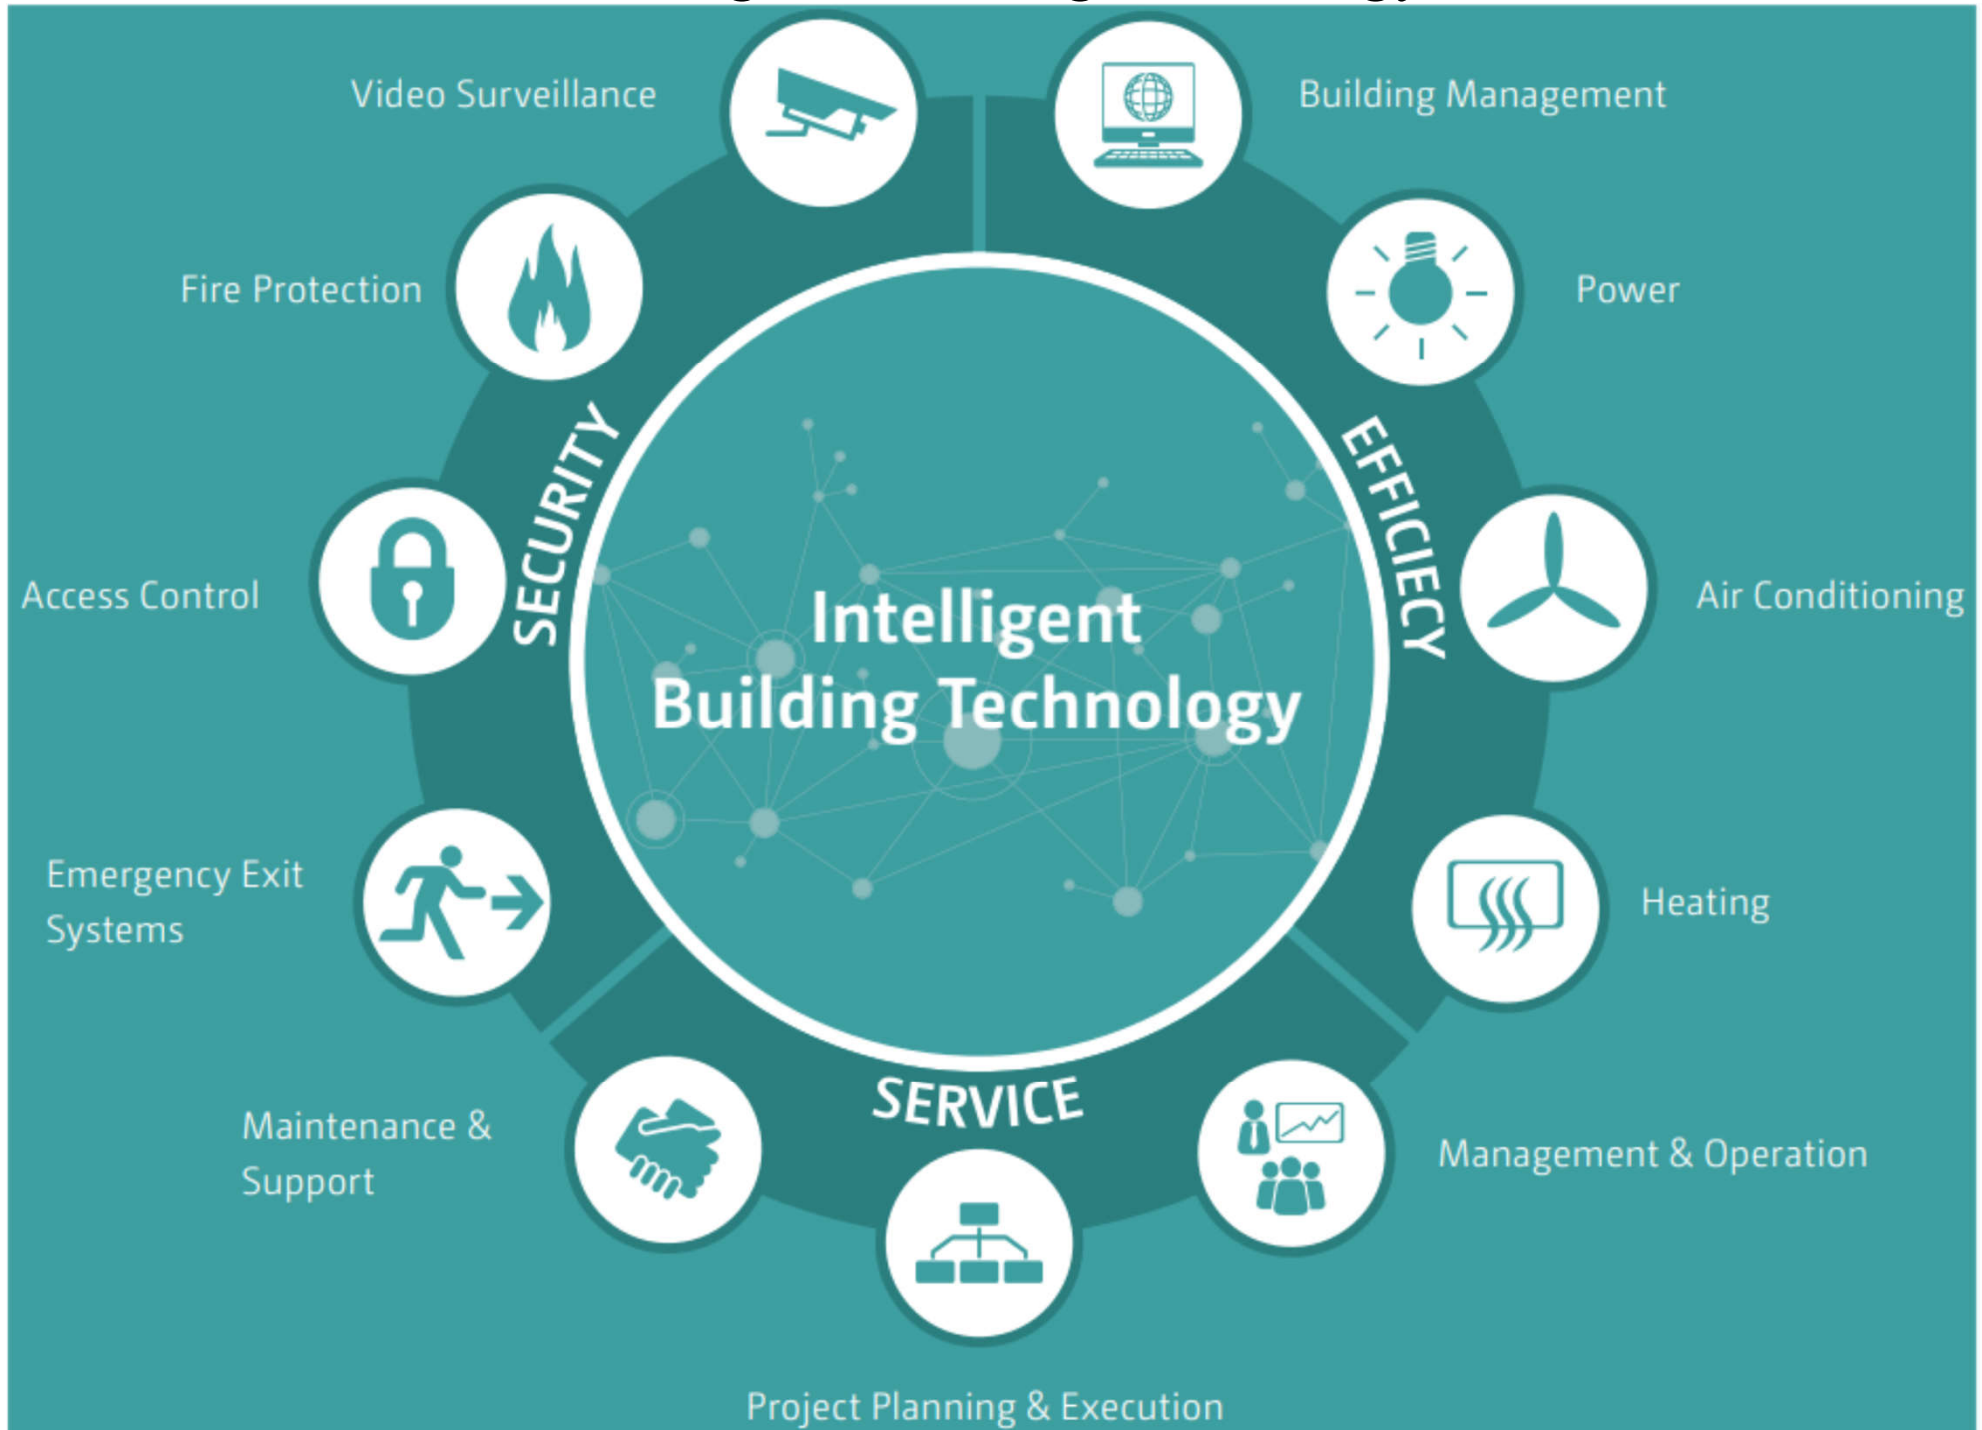 Video Surveillance
Building Management
Fire Protection
Power
SECURITY
EFFICIECY
Access Control
Air Conditioning
Intelligent
Building Technology
Emergency Exit
Systems
Heating
SERVICE
Maintenance &
Support
Management & Operation
Project Planning & Execution